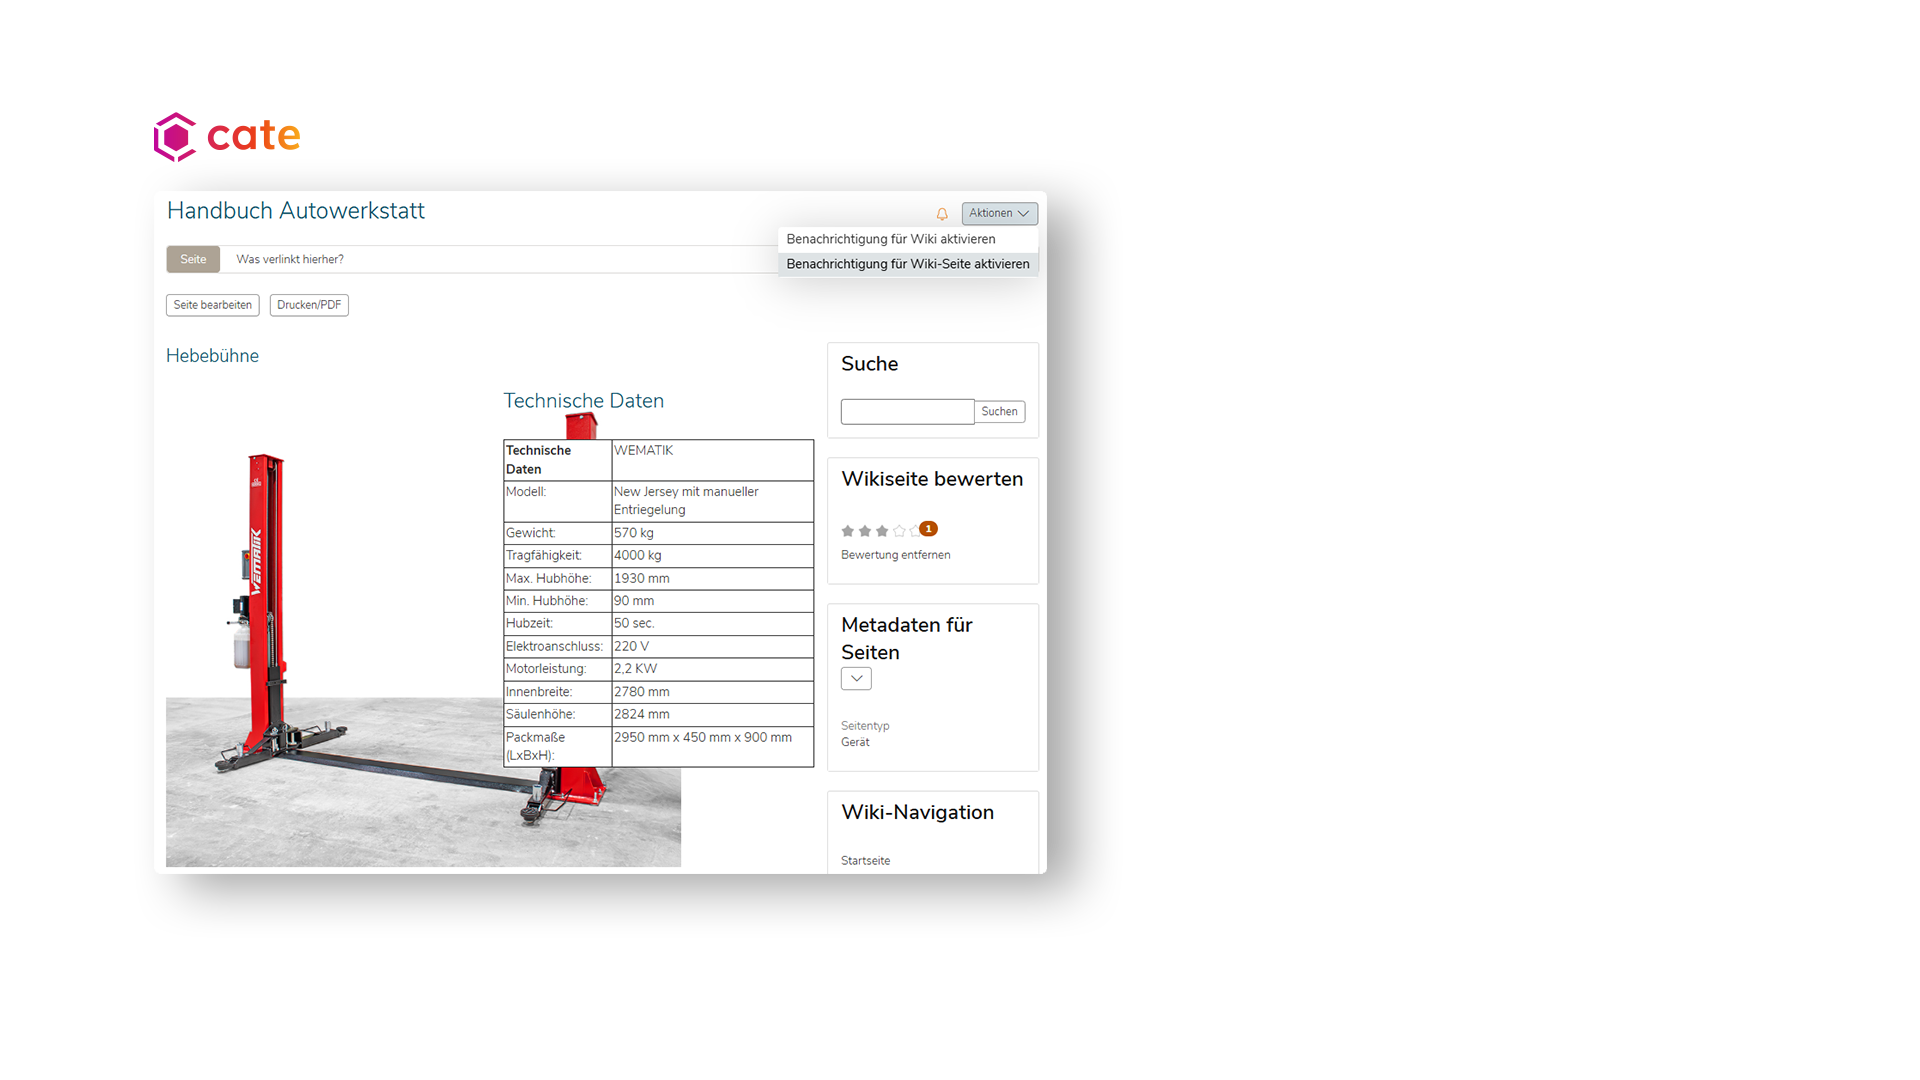 cate
Handbuch Autowerkstatt
Aktionen
Benachrichtigung für Wiki aktivieren
Benachrichtigung für Wiki-Seite aktivieren
Seite
Was verlinkt hierher?
Seite bearbeiten
Drucken/PDF
Hebebühne
WEMATIK
Technische Daten
Technische Daten WEMATIK
Modell: New Jersey mit manueller Entriegelung
Gewicht: 570 kg
Tragfähigkeit: 4000 kg
Max. Hubhöhe: 1930 mm
Min. Hubhöhe: 90 mm
Hubzeit: 50 sec.
Elektroanschluss: 220 V
Motorleistung: 2,2 KW
Innenbreite: 2780 mm
Säulenhöhe: 2824 mm
Packmaße (LxBxH): 2950 mm x 450 mm x 900 mm
Suche
Suchen
Wikiseite bewerten
1
Bewertung entfernen
Metadaten für
Seiten
Seitentyp
Gerät
Wiki-Navigation
Startseite